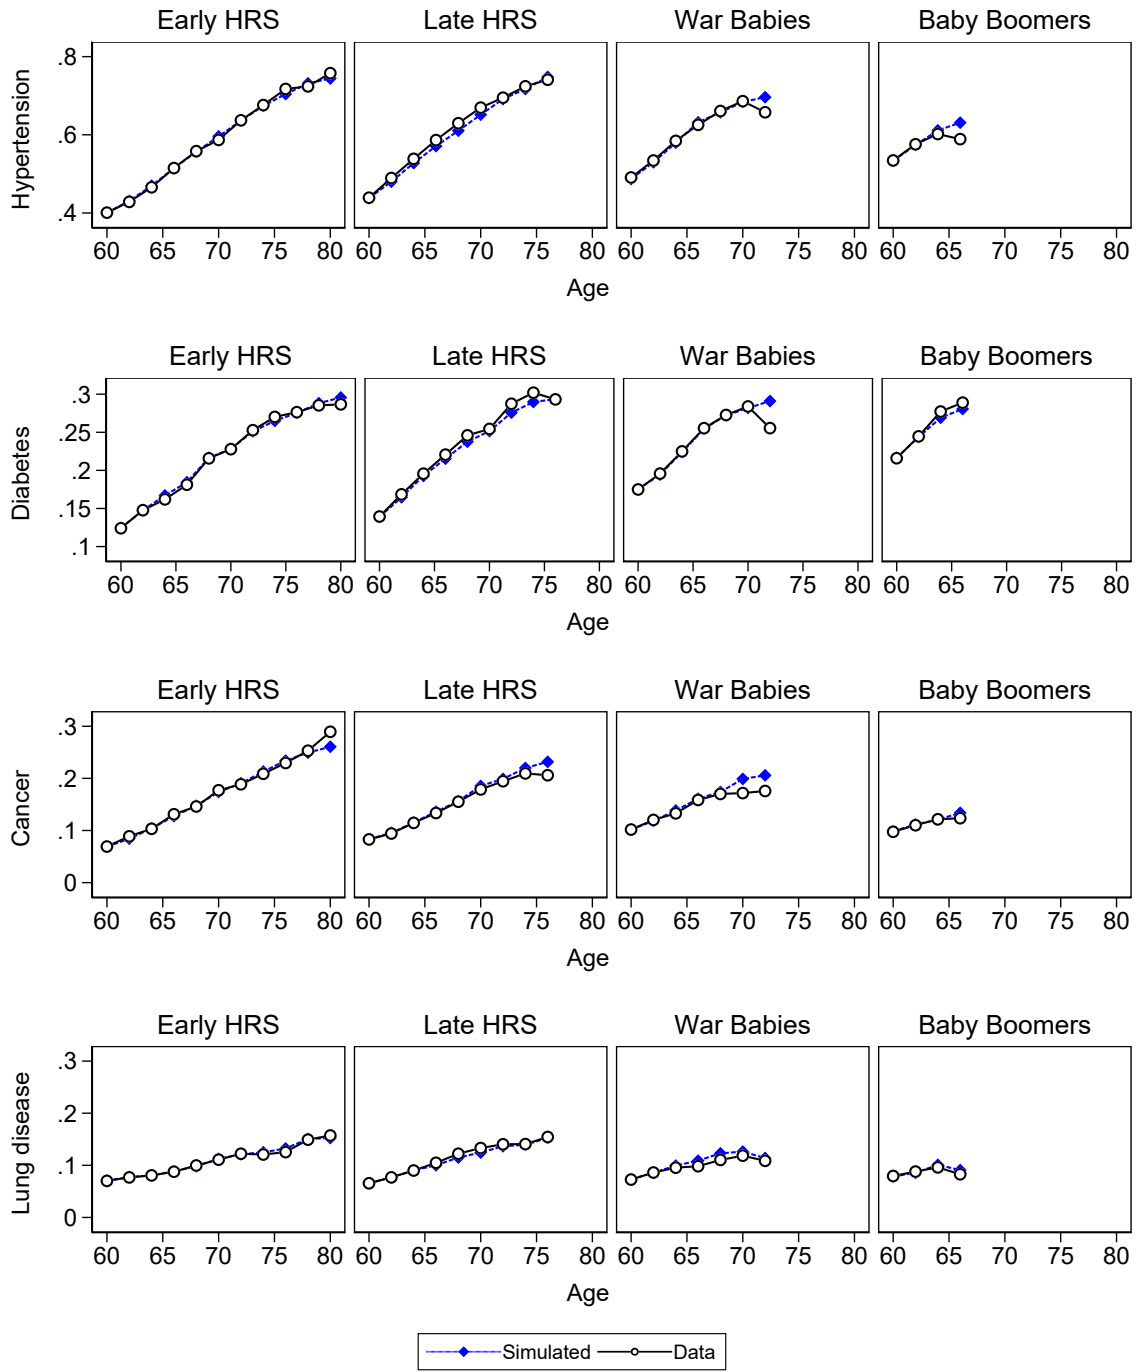 Early HRS Late HRS War Babies Baby Boomers
Hypertension
.8
.6
.4
60 65 70 75 80 60 65 70 75 80 60 65 70 75 80 60 65 70 75 80
Age
Early HRS Late HRS War Babies Baby Boomers
Diabetes
.3
.25
.2
.15
.1
60 65 70 75 80 60 65 70 75 80 60 65 70 75 80 60 65 70 75 80
Age
Early HRS Late HRS War Babies Baby Boomers
Cancer
.3
.2
.1
0
60 65 70 75 80 60 65 70 75 80 60 65 70 75 80 60 65 70 75 80
Age
Early HRS Late HRS War Babies Baby Boomers
Lung disease
.3
.2
.1
0
60 65 70 75 80 60 65 70 75 80 60 65 70 75 80 60 65 70 75 80
Age
Simulated Data